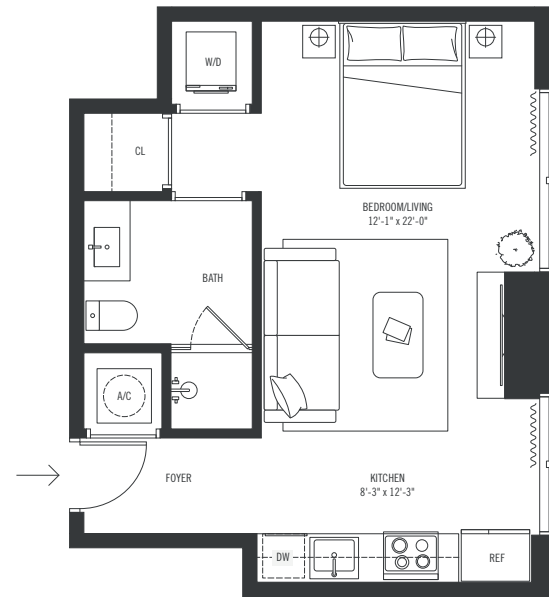 W/D
CL
BEDROOM/LIVING
12'-1" x 22'-0"
BATH
A/C
FOYER
KITCHEN
8'-3" x 12'-3"
DW
REF